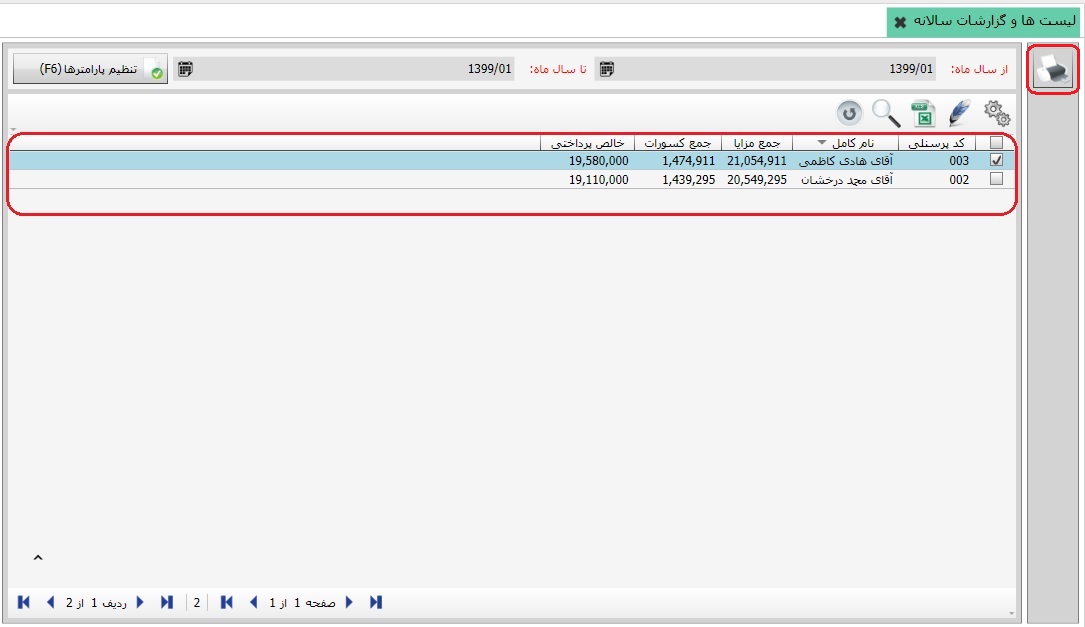 لیست ها و گزارشات سالانه
از سال ماه: 1399/01 تا سال ماه: 1399/01 تنظیم پارامترها (F6)
کد پرسنلی نام کامل جمع مزایا جمع کسورات خالص پرداختی
003 آقای هادی کاظمی 21,054,911 1,474,911 19,580,000
002 آقای محمد درخشان 20,549,295 1,439,295 19,110,000
صفحه 1 از 1 2 ردیف 1 از 2